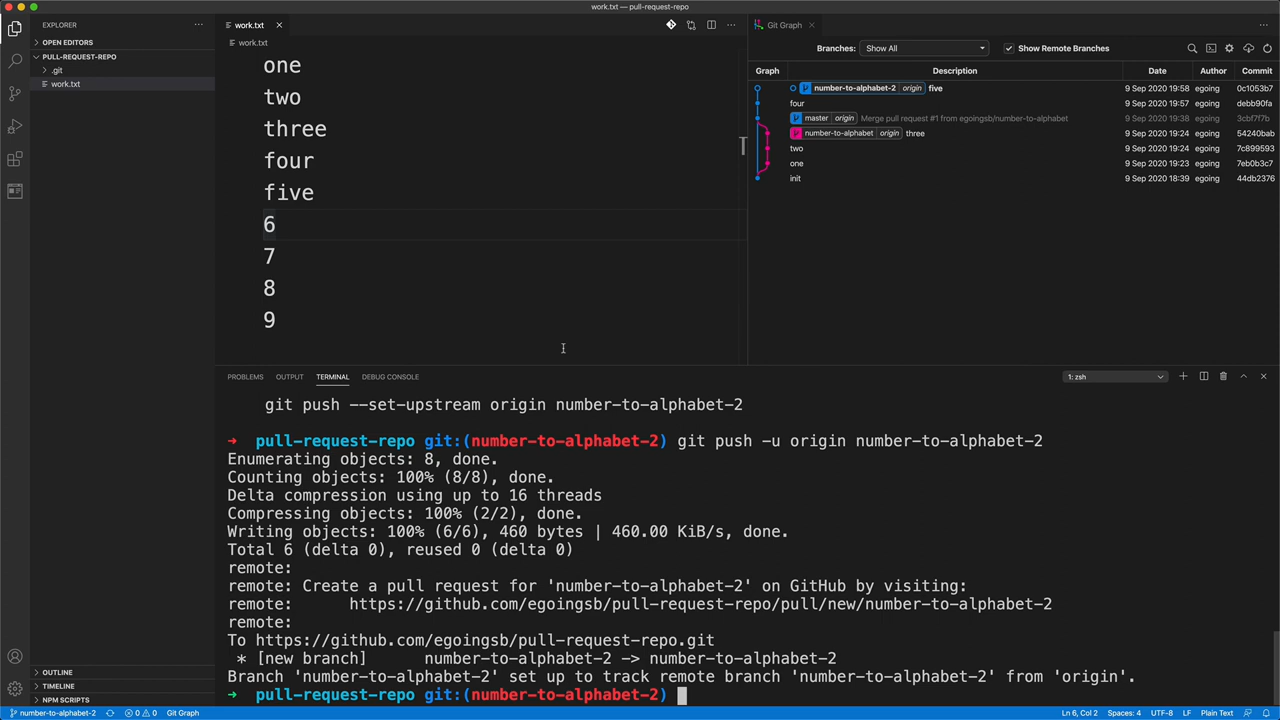 work.txt — pull-request-repo
EXPLORER
OPEN EDITORS
PULL-REQUEST-REPO
.git
work.txt
OUTLINE
TIMELINE
NPM SCRIPTS
work.txt
work.txt
one
two
three
four
five
6
7
8
9
Git Graph
Branches: Show All
Show Remote Branches
Graph Description Date Author Commit
number-to-alphabet-2 origin five 9 Sep 2020 19:58 egoing 0c1053b7
four 9 Sep 2020 19:57 egoing debb90fa
master origin Merge pull request #1 from egoingsb/number-to-alphabet 9 Sep 2020 19:38 egoing 3cbf7f7b
number-to-alphabet origin three 9 Sep 2020 19:24 egoing 54240bab
two 9 Sep 2020 19:24 egoing 7c899593
one 9 Sep 2020 19:23 egoing 7eb0b3c7
init 9 Sep 2020 18:39 egoing 44db2376
PROBLEMS OUTPUT TERMINAL DEBUG CONSOLE 1: zsh
git push --set-upstream origin number-to-alphabet-2
➜ pull-request-repo git:(number-to-alphabet-2) git push -u origin number-to-alphabet-2
Enumerating objects: 8, done.
Counting objects: 100% (8/8), done.
Delta compression using up to 16 threads
Compressing objects: 100% (2/2), done.
Writing objects: 100% (6/6), 460 bytes | 460.00 KiB/s, done.
Total 6 (delta 0), reused 0 (delta 0)
remote:
remote: Create a pull request for 'number-to-alphabet-2' on GitHub by visiting:
remote: https://github.com/egoingsb/pull-request-repo/pull/new/number-to-alphabet-2
remote:
To https://github.com/egoingsb/pull-request-repo.git
* [new branch] number-to-alphabet-2 -> number-to-alphabet-2
Branch 'number-to-alphabet-2' set up to track remote branch 'number-to-alphabet-2' from 'origin'.
➜ pull-request-repo git:(number-to-alphabet-2)
number-to-alphabet-2 0 0 Git Graph Ln 6, Col 2 Spaces: 4 UTF-8 LF Plain Text